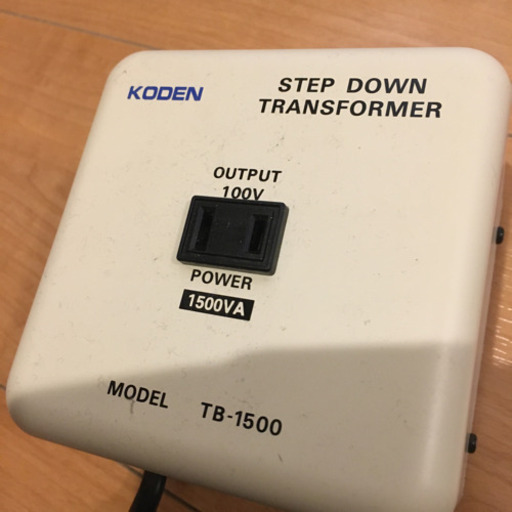 KODEN
STEP DOWN
TRANSFORMER
OUTPUT
100V
POWER
1500VA
MODEL TB-1500